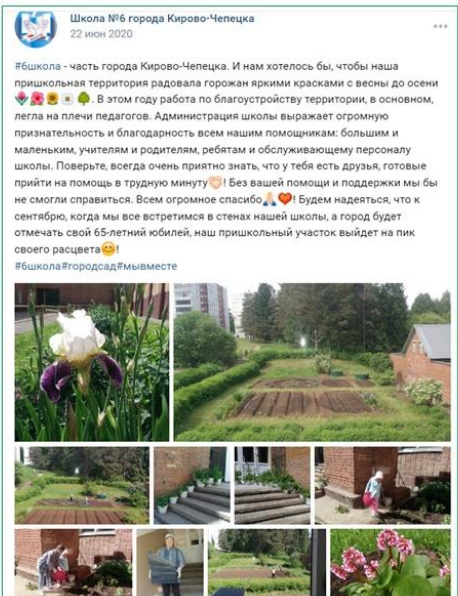 Школа №6 города Кирово-Чепецка
22 июн 2020
#6школа - часть города Кирово-Чепецка. И нам хотелось бы, чтобы наша
пришкольная территория радовала горожан яркими красками с весны до осени
🌷🌺🌻🌼🌳. В этом году работа по благоустройству территории, в основном,
легла на плечи педагогов. Администрация школы выражает огромную
признательность и благодарность всем нашим помощникам: большим и
маленьким, учителям и родителям, ребятам и обслуживающему персоналу
школы. Поверьте, всегда очень приятно знать, что у тебя есть друзья, готовые
прийти на помощь в трудную минуту👏! Без вашей помощи и поддержки мы бы
не смогли справиться. Всем огромное спасибо🙏❤! Будем надеяться, что к
сентябрю, когда мы все встретимся в стенах нашей школы, а город будет
отмечать свой 65-летний юбилей, наш пришкольный участок выйдет на пик
своего расцвета😊!
#6школа#городсад#мывместе